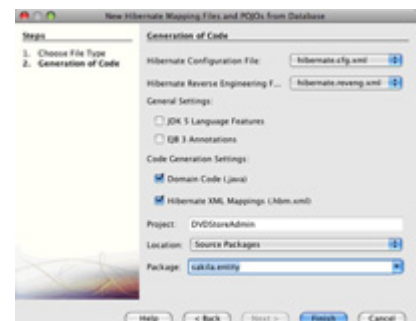 New Hibernate Mapping Files and POJOs from Database
Steps
1. Choose File Type
2. Generation of Code
Generation of Code
Hibernate Configuration File: hibernate.cfg.xml
Hibernate Reverse Engineering F... hibernate.reveng.xml
General Settings:
JDK 5 Language Features
EJB 3 Annotations
Code Generation Settings:
Domain Code (.java)
Hibernate XML Mappings (.hbm.xml)
Project: DVDStoreAdmin
Location: Source Packages
Package: sakila.entity
Help < Back Next > Finish Cancel